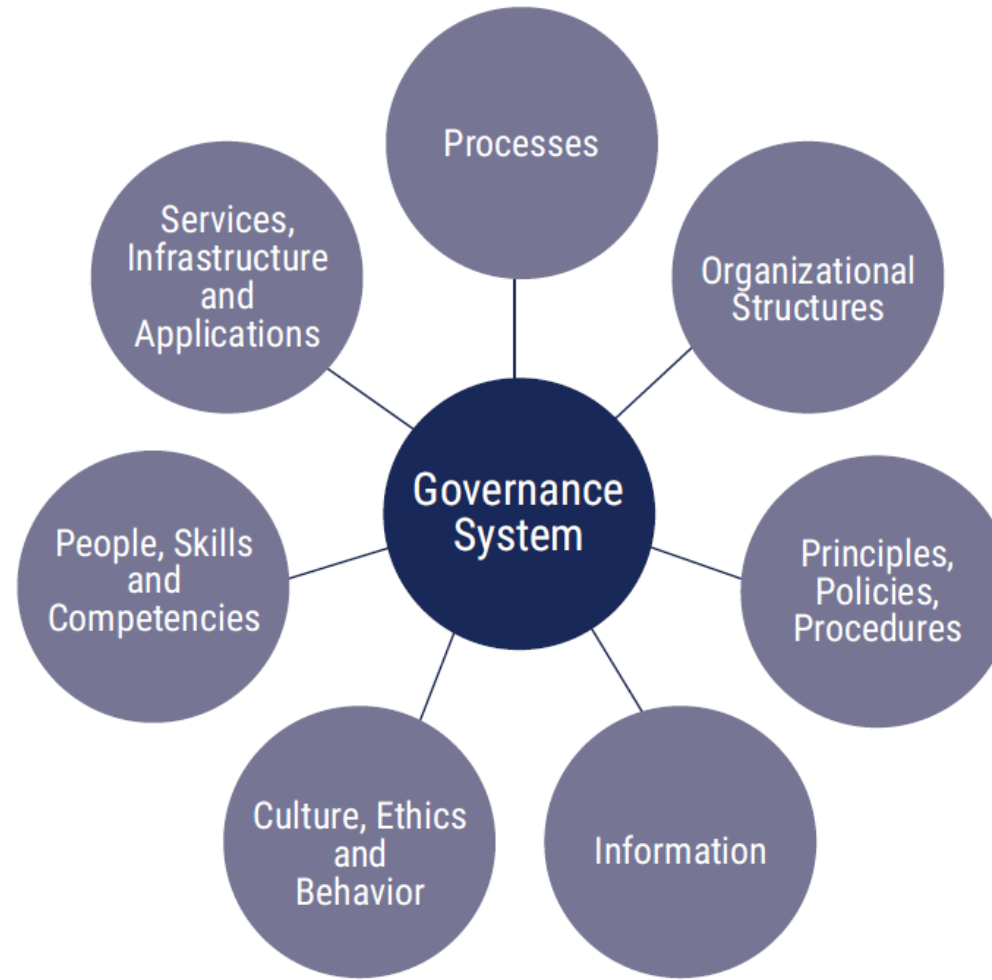 Processes
Services,
Infrastructure
and
Applications
Organizational
Structures
Governance
System
People, Skills
and
Competencies
Principles,
Policies,
Procedures
Culture, Ethics
and
Behavior
Information